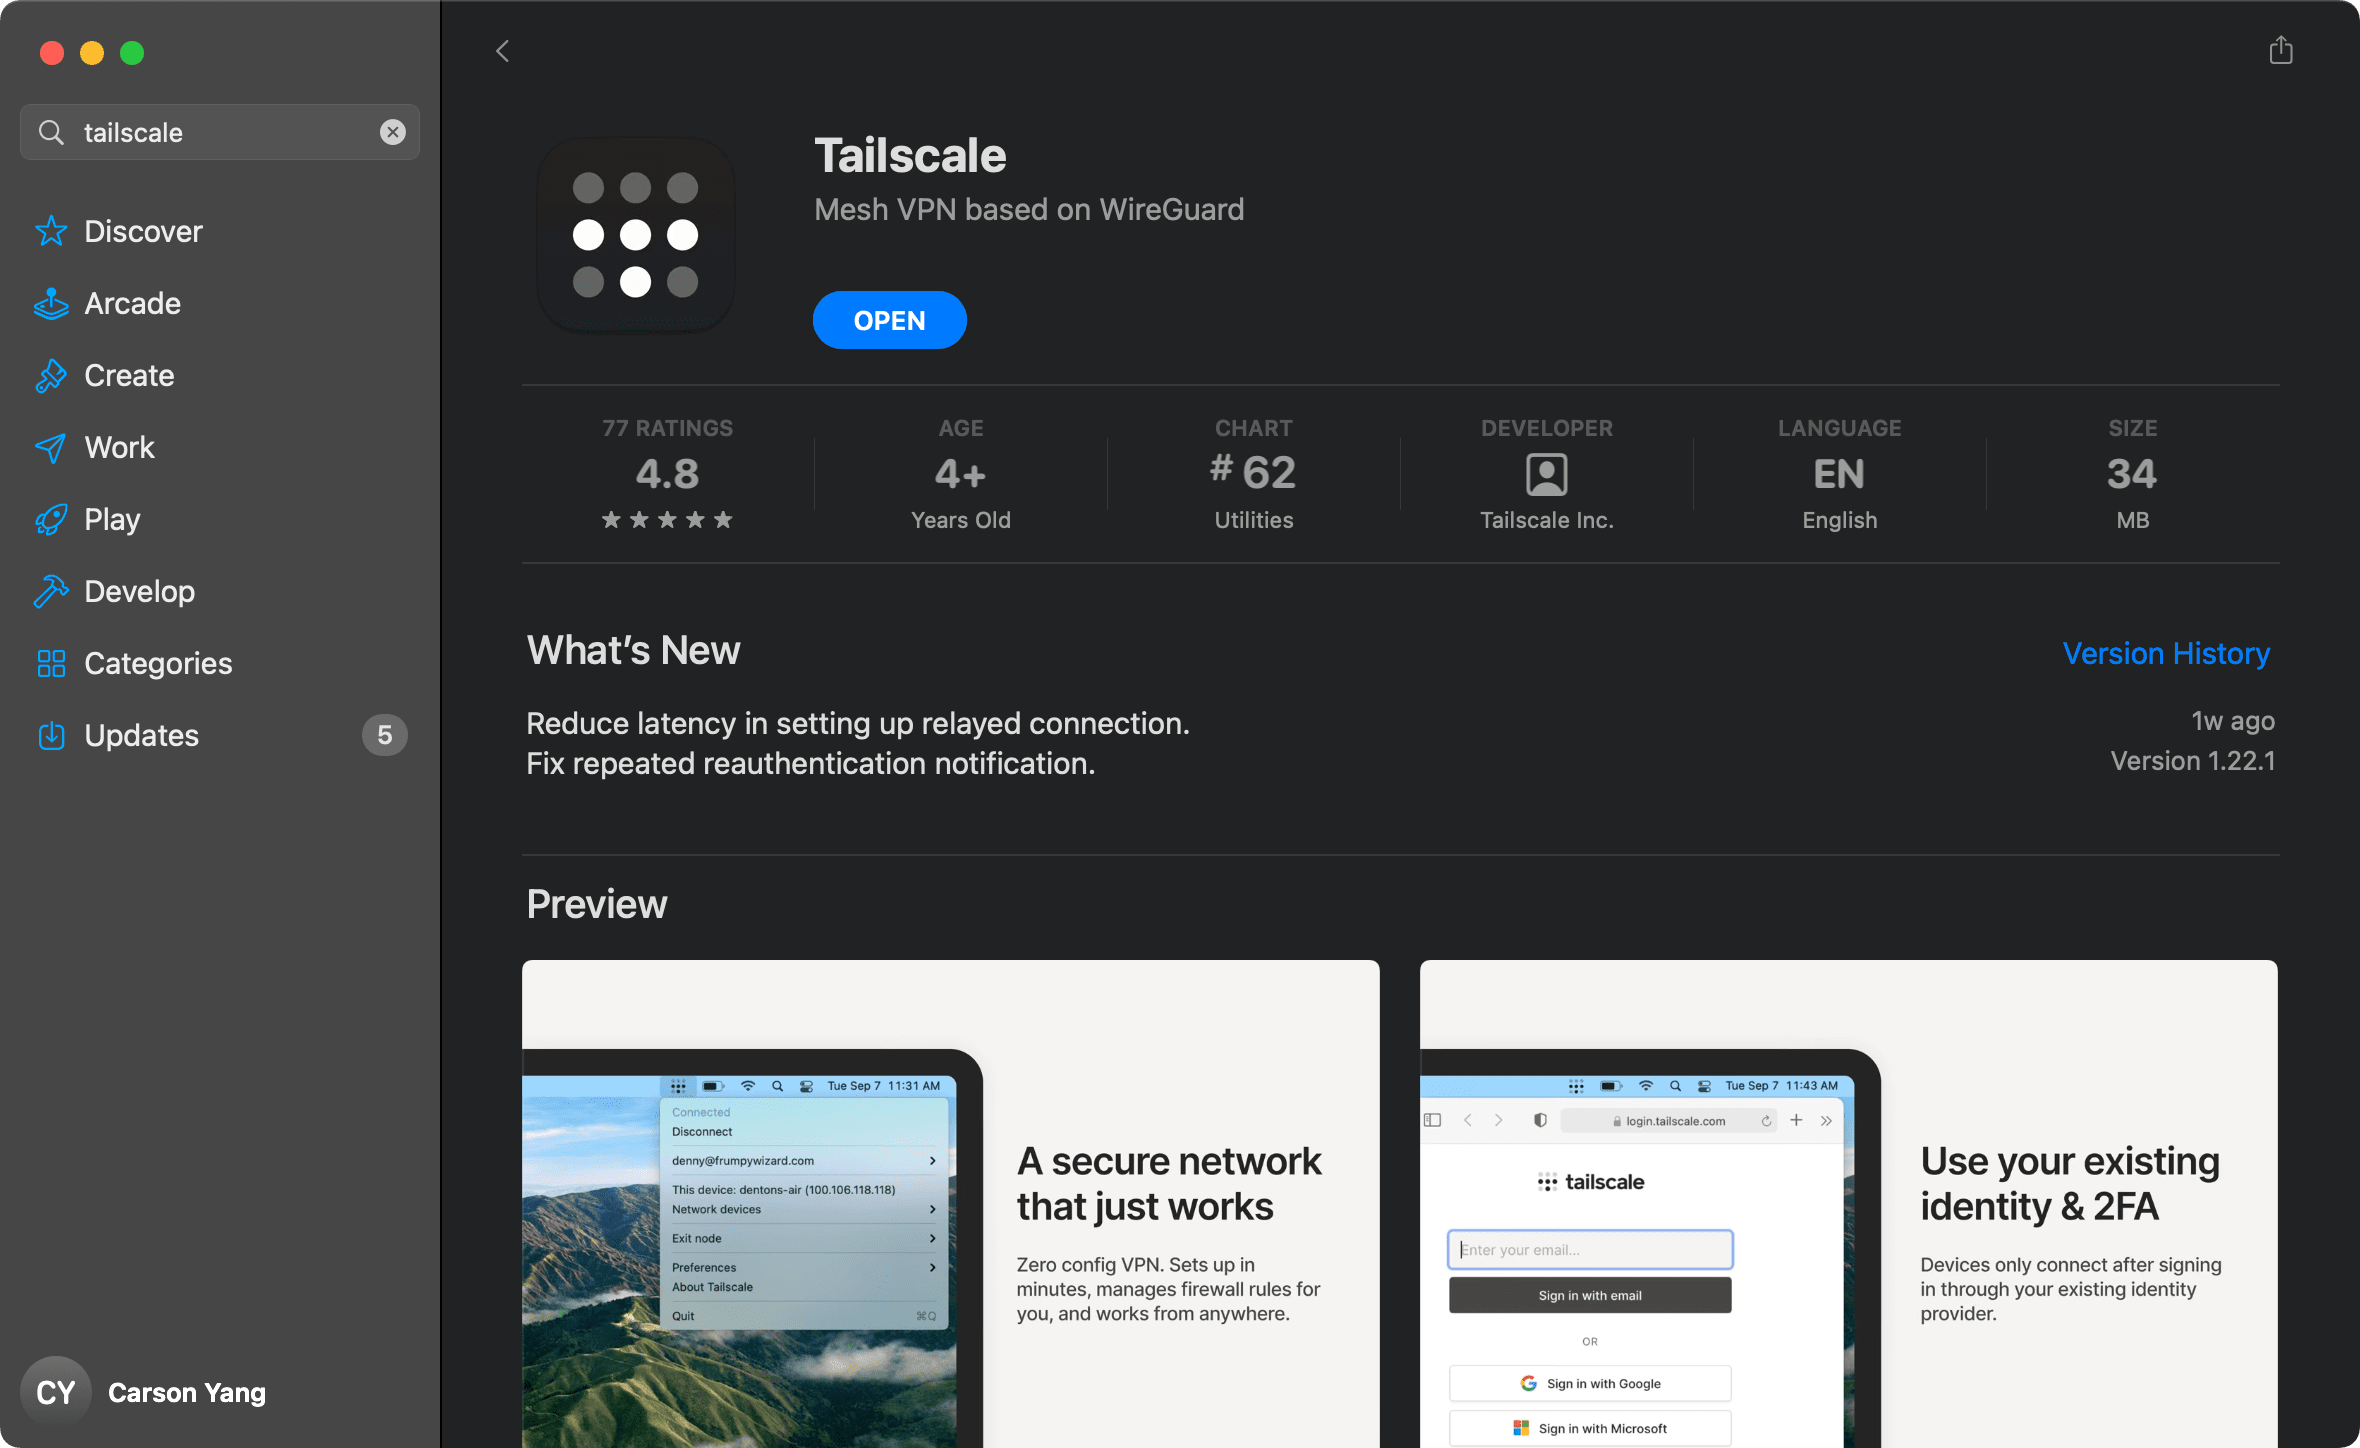 tailscale
Discover
Arcade
Create
Work
Play
Develop
Categories
Updates
5
CY
Carson Yang
Tailscale
Mesh VPN based on WireGuard
OPEN
77 RATINGS
4.8
★★★★★
AGE
4+
Years Old
CHART
#62
Utilities
DEVELOPER
Tailscale Inc.
LANGUAGE
EN
English
SIZE
34
MB
What's New
Version History
Reduce latency in setting up relayed connection.
Fix repeated reauthentication notification.
1w ago
Version 1.22.1
Preview
Tue Sep 7 11:31 AM
Connected
Disconnect
denny@frumpywizard.com
This device: dentons-air (100.106.118.118)
Network devices
Exit node
Preferences
About Tailscale
Quit ⌘Q
A secure network
that just works
Zero config VPN. Sets up in
minutes, manages firewall rules for
you, and works from anywhere.
Tue Sep 7 11:43 AM
login.tailscale.com
tailscale
Enter your email...
Sign in with email
OR
Sign in with Google
Sign in with Microsoft
Use your existing
identity & 2FA
Devices only connect after signing
in through your existing identity
provider.